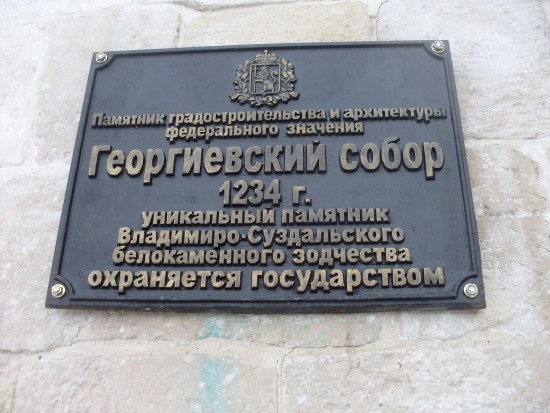 Памятник градостроительства и архитектуры
федерального значения
Георгиевский собор
1234 г.
уникальный памятник
Владимиро-Суздальского
белокаменного зодчества
охраняется государством